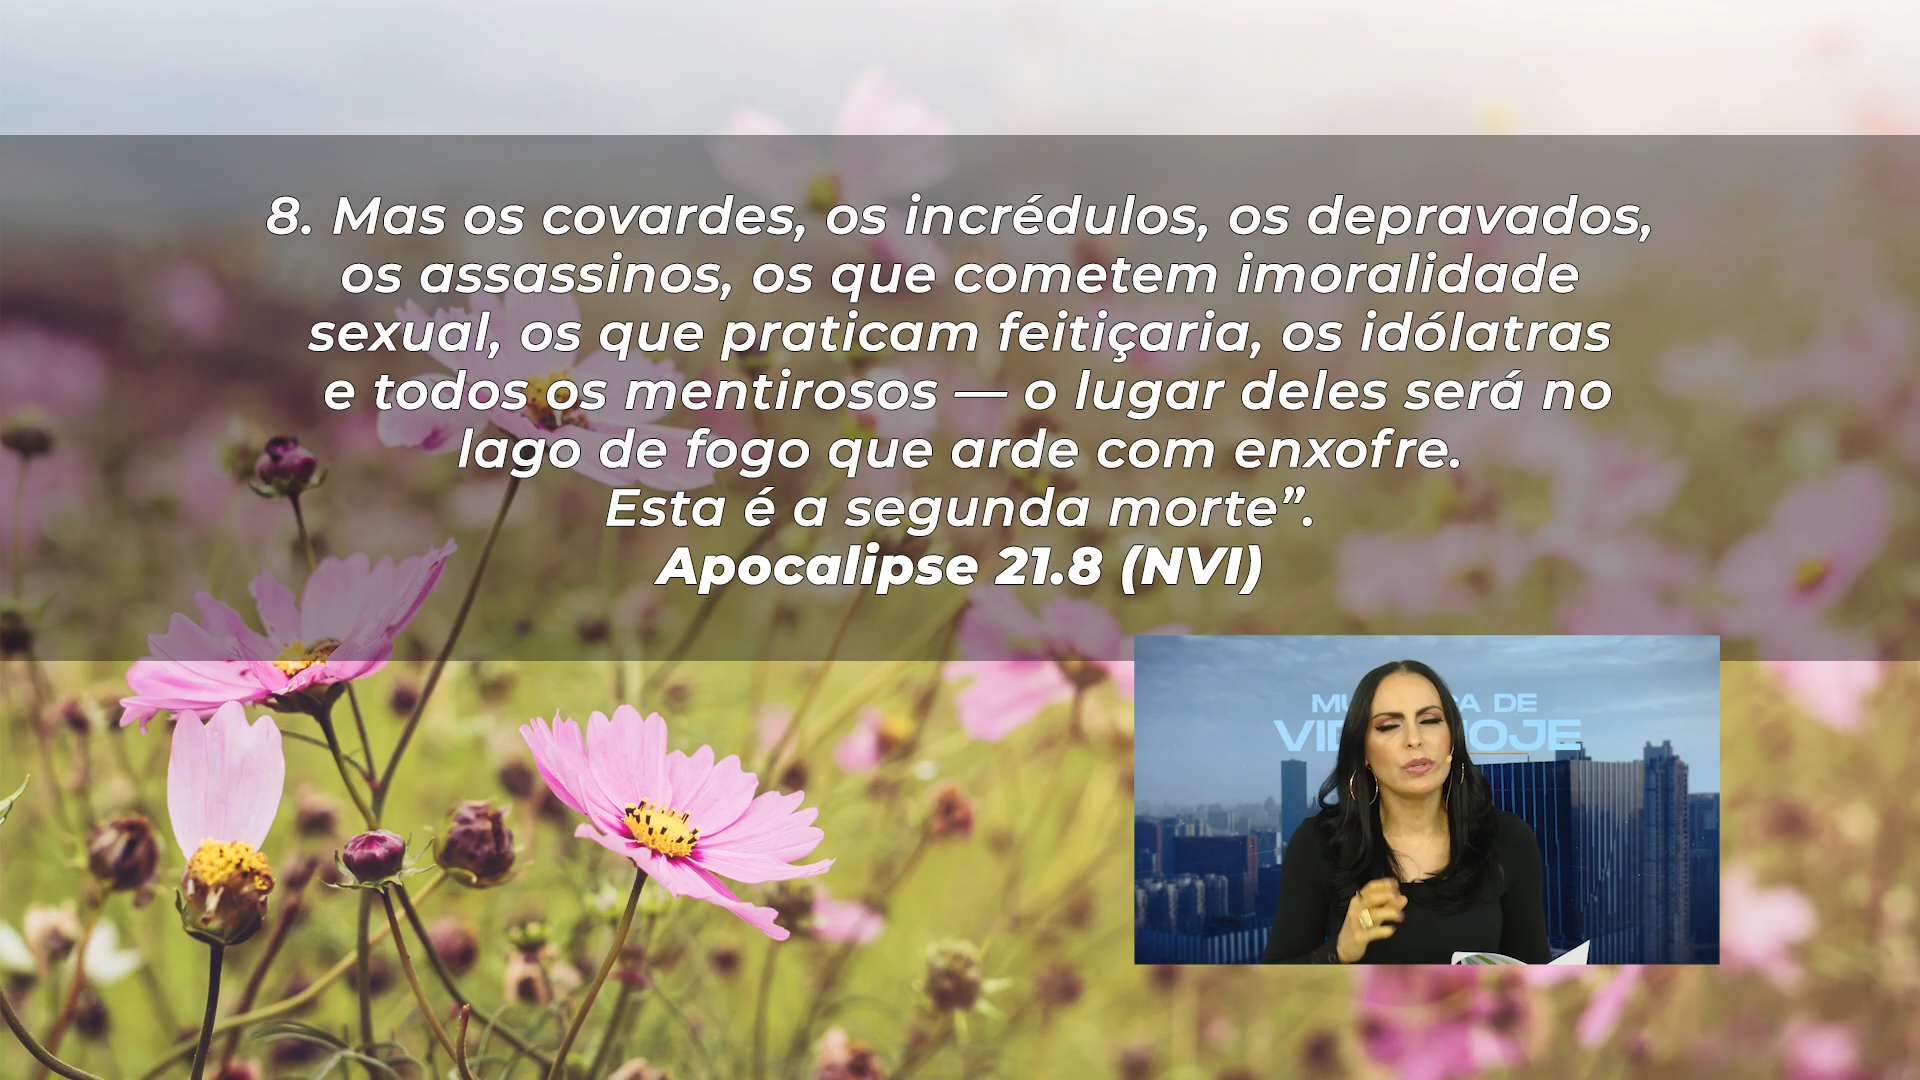 8. Mas os covardes, os incrédulos, os depravados,
os assassinos, os que cometem imoralidade
sexual, os que praticam feitiçaria, os idólatras
e todos os mentirosos — o lugar deles será no
lago de fogo que arde com enxofre.
Esta é a segunda morte”.
Apocalipse 21.8 (NVI)
DE